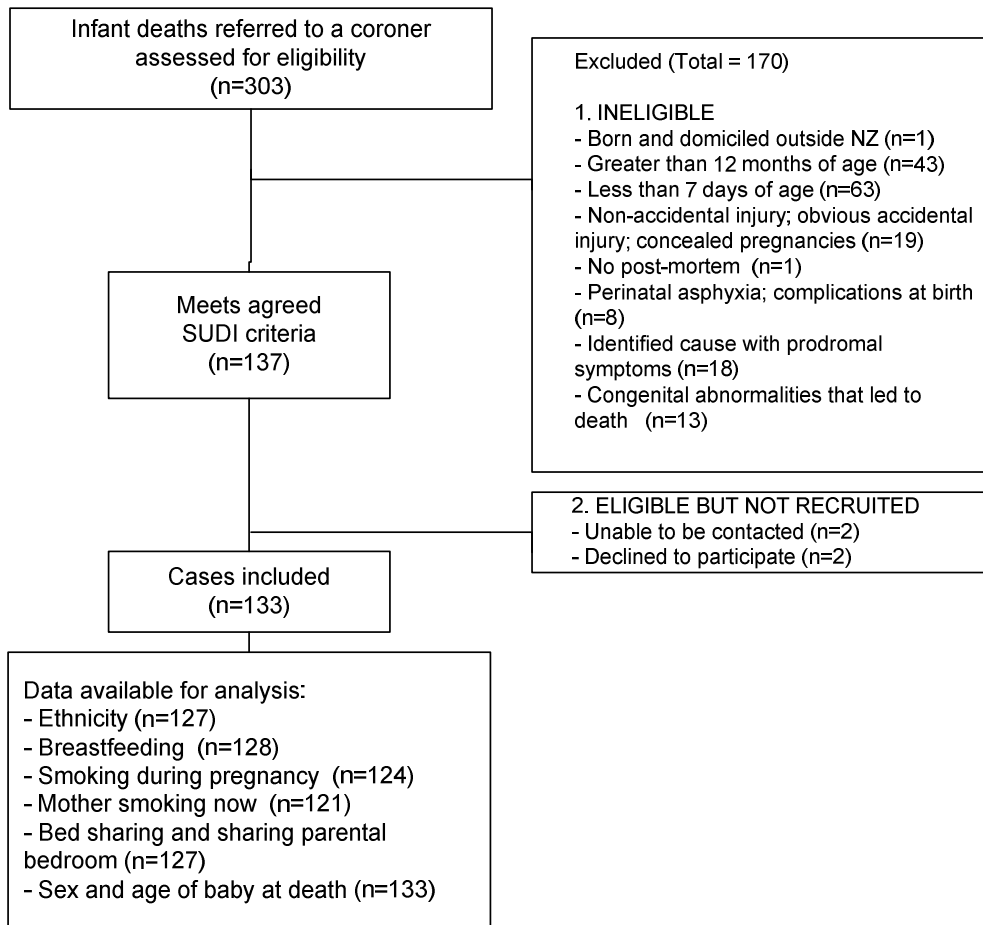 Infant deaths referred to a coroner
assessed for eligibility
(n=303)
Excluded (Total = 170)
1. INELIGIBLE
- Born and domiciled outside NZ (n=1)
- Greater than 12 months of age (n=43)
- Less than 7 days of age (n=63)
- Non-accidental injury; obvious accidental
injury; concealed pregnancies (n=19)
- No post-mortem (n=1)
- Perinatal asphyxia; complications at birth
(n=8)
- Identified cause with prodromal
symptoms (n=18)
- Congenital abnormalities that led to
death (n=13)
Meets agreed
SUDI criteria
(n=137)
2. ELIGIBLE BUT NOT RECRUITED
- Unable to be contacted (n=2)
- Declined to participate (n=2)
Cases included
(n=133)
Data available for analysis:
- Ethnicity (n=127)
- Breastfeeding (n=128)
- Smoking during pregnancy (n=124)
- Mother smoking now (n=121)
- Bed sharing and sharing parental
bedroom (n=127)
- Sex and age of baby at death (n=133)